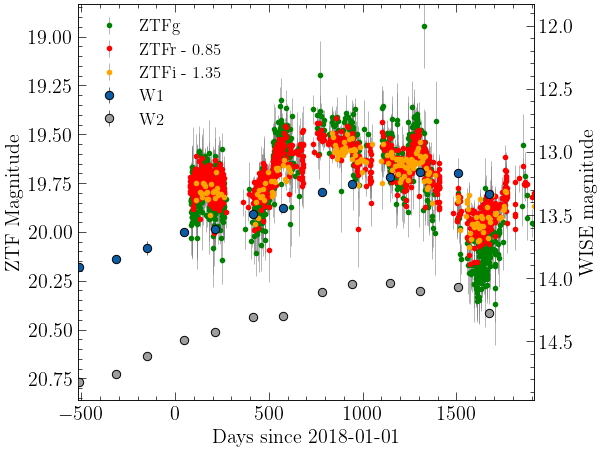 ZTFg
ZTFr - 0.85
ZTFi - 1.35
W1
W2
19.00
19.25
19.50
19.75
20.00
20.25
20.50
20.75
ZTF Magnitude
12.0
12.5
13.0
13.5
14.0
14.5
WISE magnitude
−500 0 500 1000 1500
Days since 2018-01-01